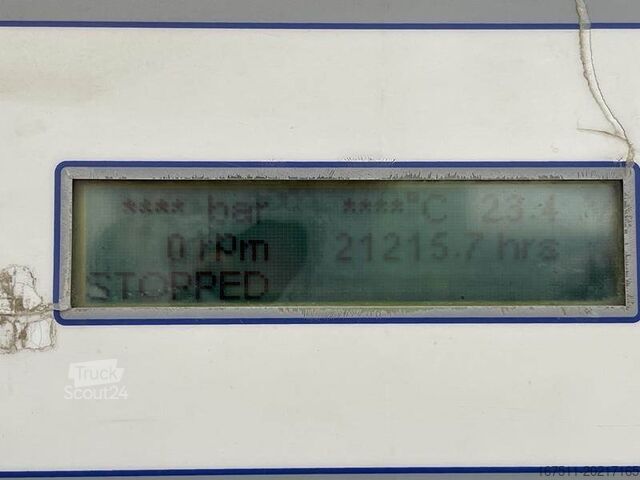 **** bar ****°C 23.4
0 rpm 21215.7 hrs
STOPPED
Truck
Scout24